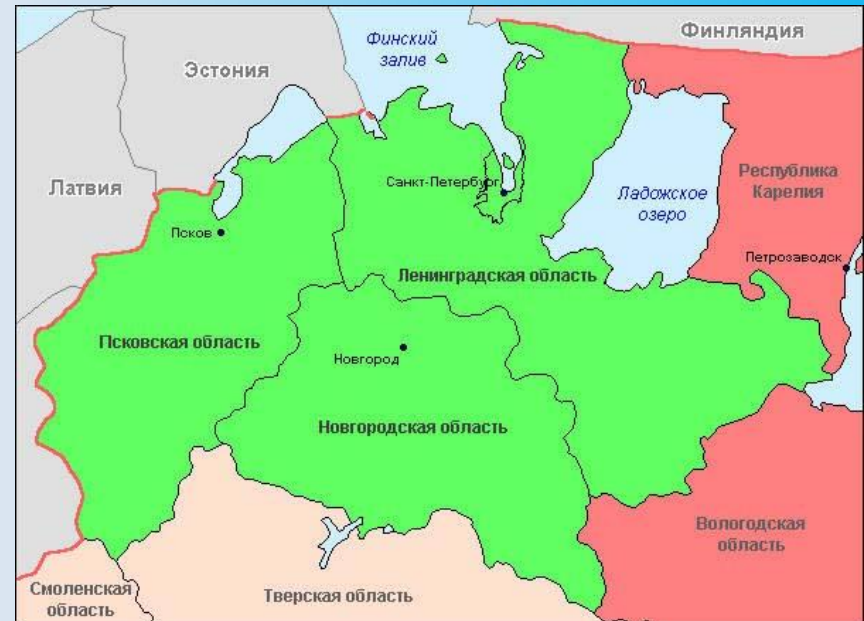 Финляндия
Финский
залив
Эстония
Латвия
Санкт-Петербург
Ладожское
озеро
Республика
Карелия
Псков
Петрозаводск
Ленинградская область
Псковская область
Новгород
Новгородская область
Вологодская
область
Смоленская
область
Тверская область